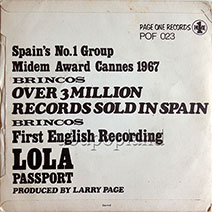 PAGE ONE RECORDS
POF 023
Spain's No.1 Group
Midem Award Cannes 1967
BRINCOS
OVER 3 MILLION
RECORDS SOLD IN SPAIN
BRINCOS
First English Recording
LOLA
PASSPORT
PRODUCED BY LARRY PAGE